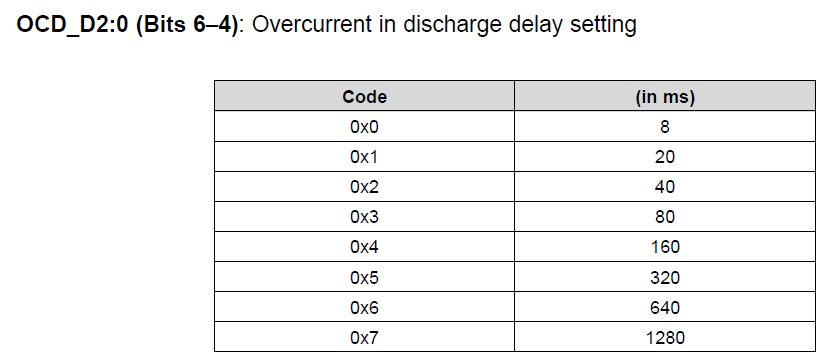 OCD_D2:0 (Bits 6–4): Overcurrent in discharge delay setting
Code (in ms)
0x0 8
0x1 20
0x2 40
0x3 80
0x4 160
0x5 320
0x6 640
0x7 1280